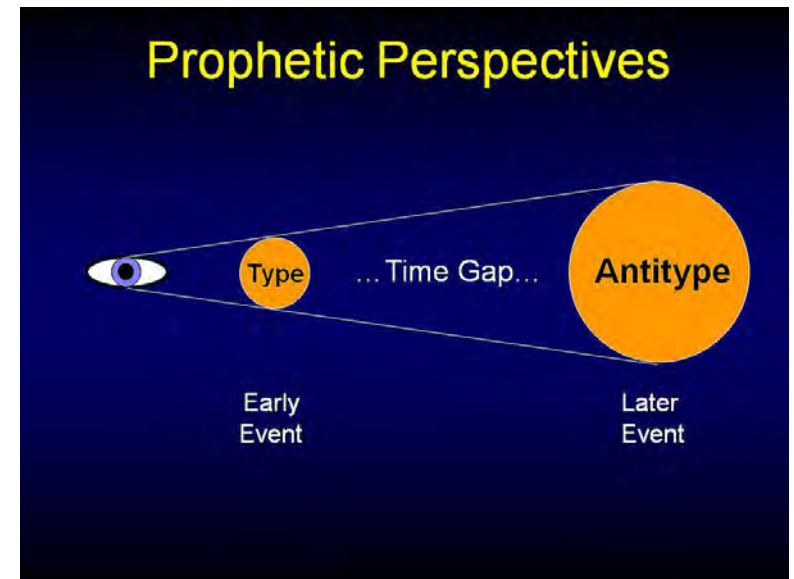 Prophetic Perspectives
Type
...Time Gap...
Antitype
Early
Event
Later
Event